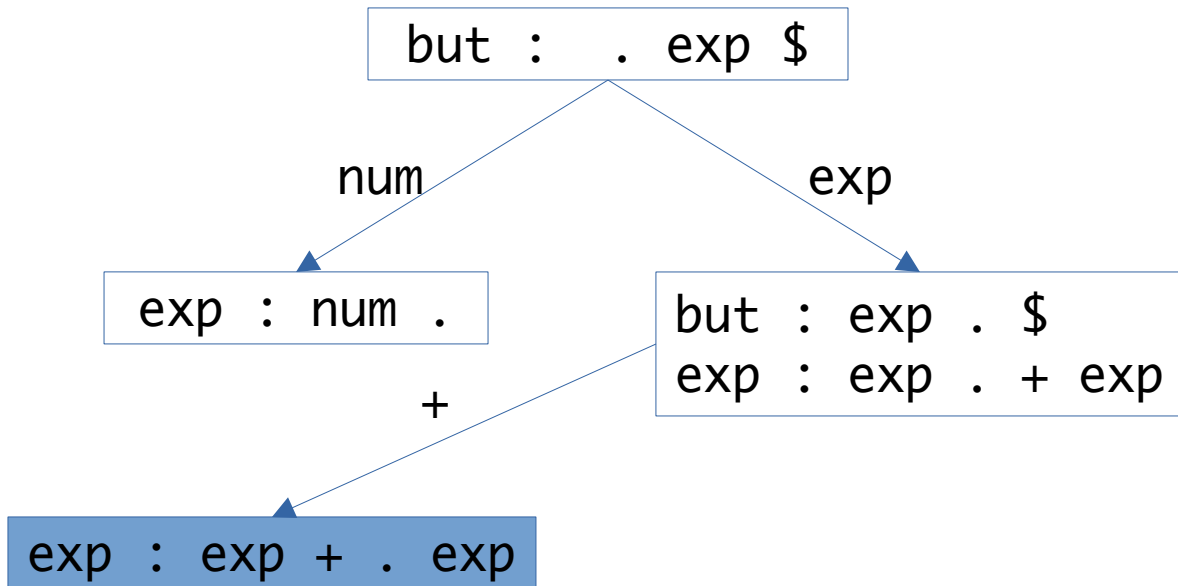 but :  . exp $
num
exp
exp : num .
but : exp . $
exp : exp . + exp
+
exp : exp + . exp